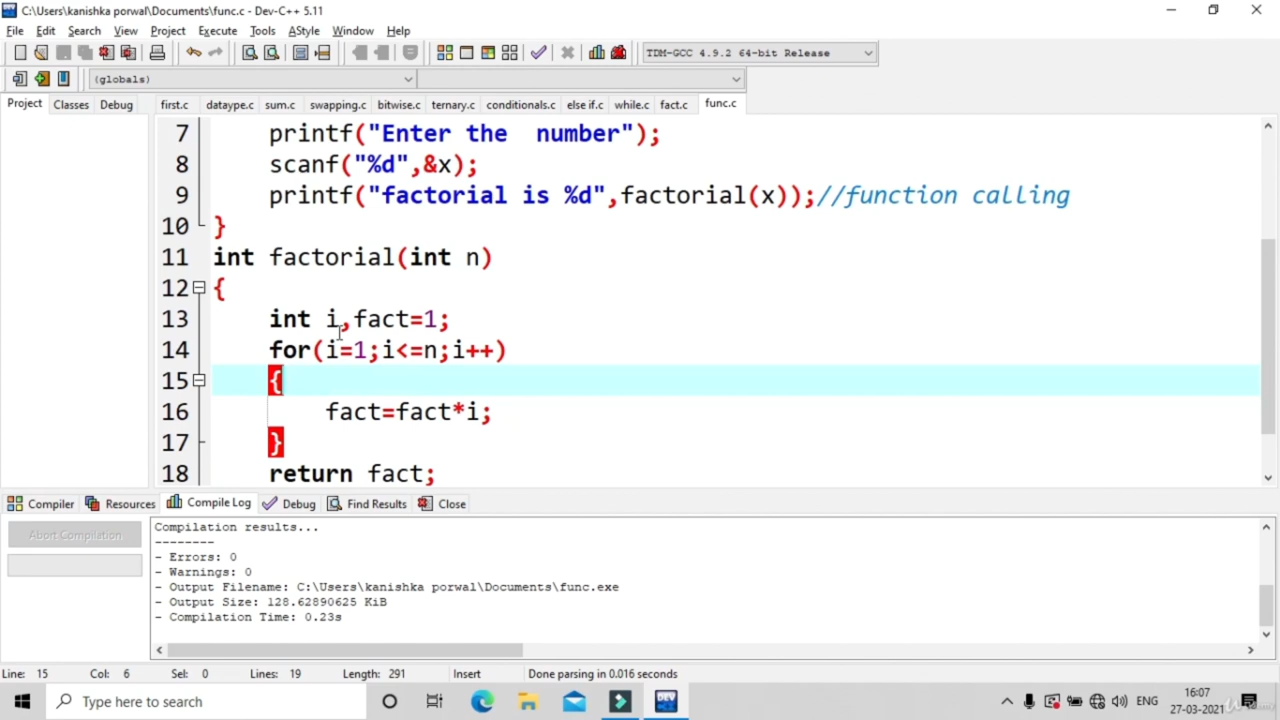 C:\Users\kanishka porwal\Documents\func.c - Dev-C++ 5.11
File Edit Search View Project Execute Tools AStyle Window Help
TDM-GCC 4.9.2 64-bit Release
(globals)
Project Classes Debug first.c dataype.c sum.c swapping.c bitwise.c ternary.c conditionals.c else if.c while.c fact.c func.c
7 printf("Enter the  number");
8 scanf("%d",&x);
9 printf("factorial is %d",factorial(x));//function calling
10 }
11 int factorial(int n)
12 {
13 int i,fact=1;
14 for(i=1;i<=n;i++)
15 {
16 fact=fact*i;
17 }
18 return fact;
Compiler Resources Compile Log Debug Find Results Close
Abort Compilation
Compilation results...
--------
- Errors: 0
- Warnings: 0
- Output Filename: C:\Users\kanishka porwal\Documents\func.exe
- Output Size: 128.62890625 KiB
- Compilation Time: 0.23s
Line: 15 Col: 6 Sel: 0 Lines: 19 Length: 291 Insert Done parsing in 0.016 seconds
Type here to search
DEV
ENG
16:07
27-03-2021